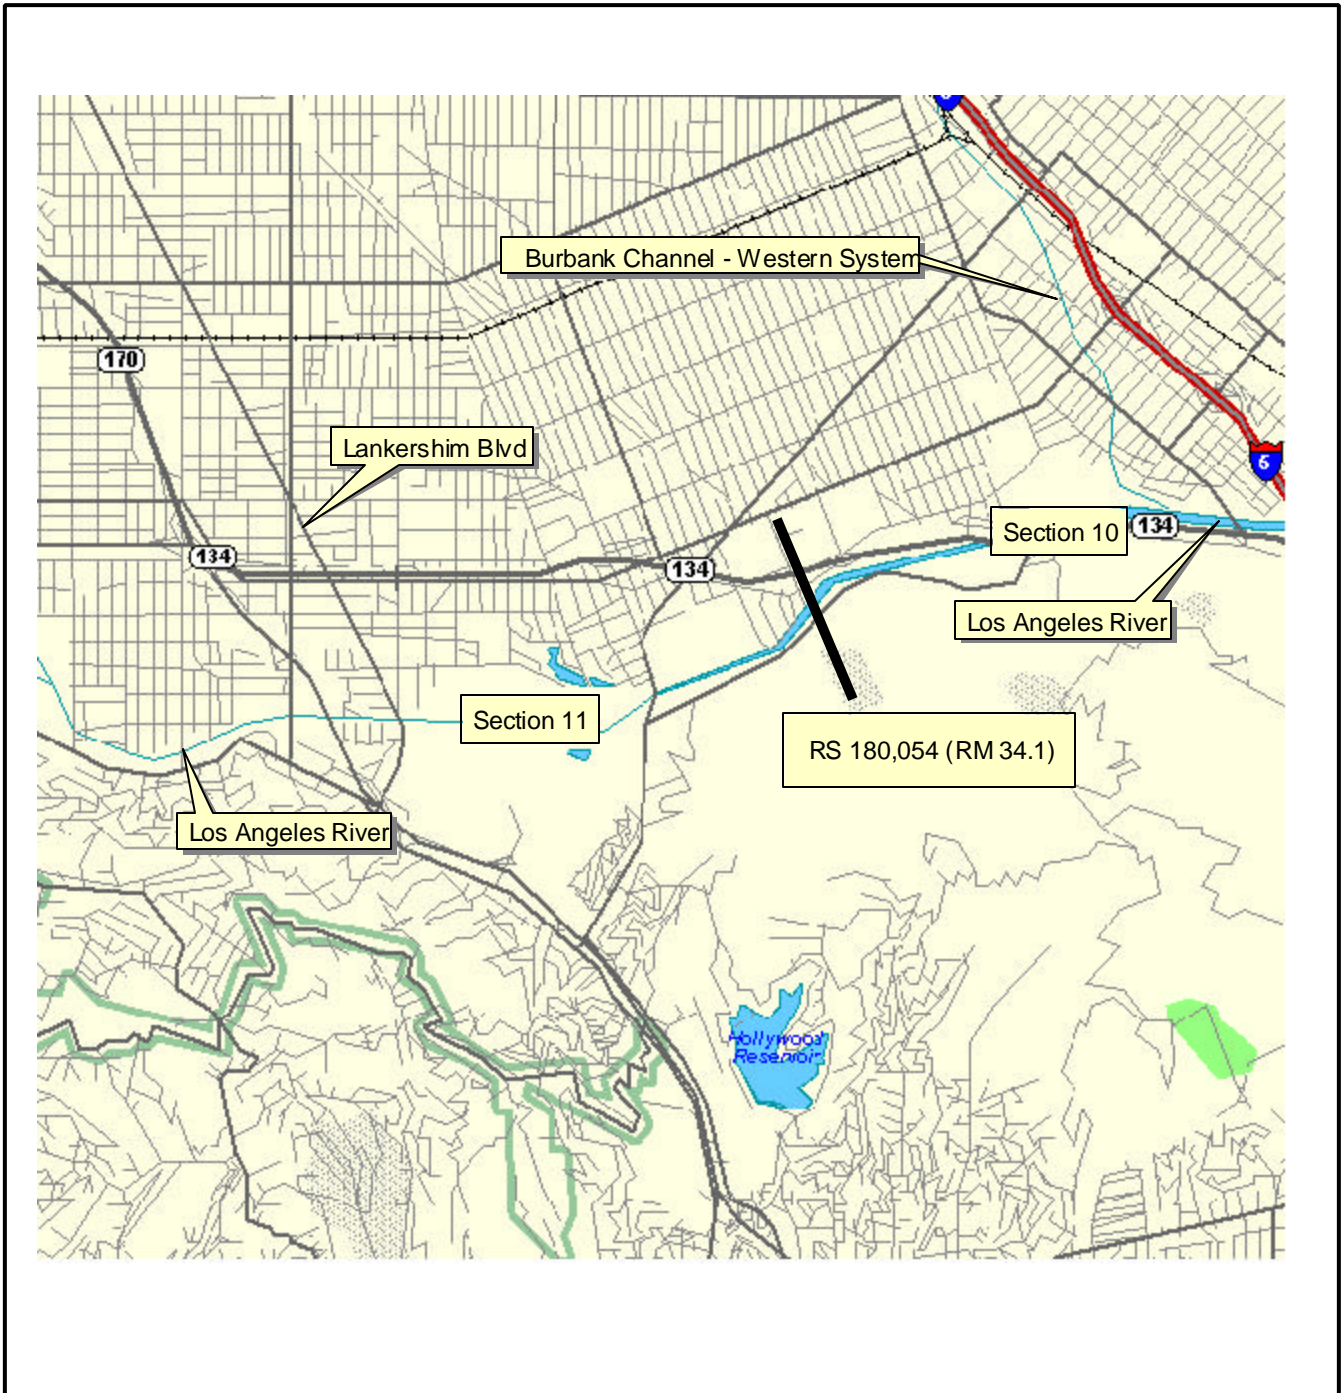 Burbank Channel - Western System
170
Lankershim Blvd
5
134
134
Section 10
134
Los Angeles River
Section 11
RS 180,054 (RM 34.1)
Los Angeles River
Hollywood
Reservoir